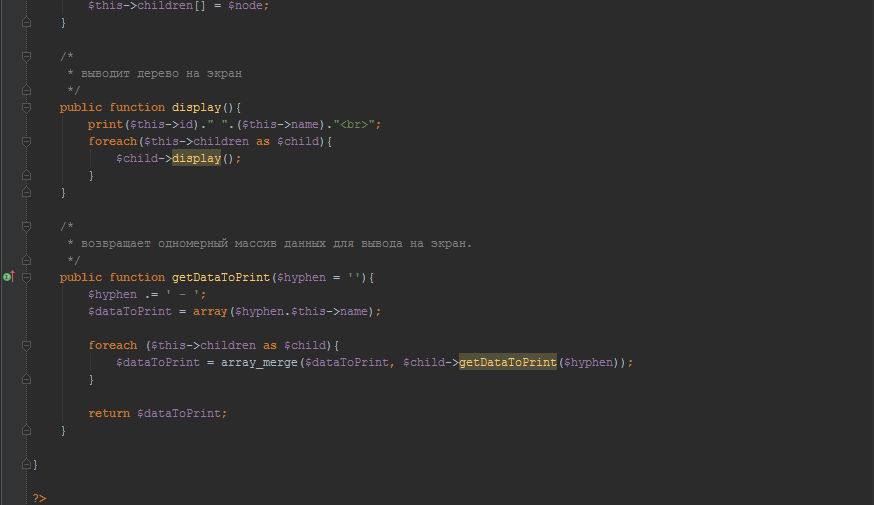 $this->children[] = $node;
}
/*
* выводит дерево на экран
*/
public function display(){
print($this->id)." ".($this->name)."<br>";
foreach($this->children as $child){
$child->display();
}
}
/*
* возвращает одномерный массив данных для вывода на экран.
*/
public function getDataToPrint($hyphen = ''){
$hyphen .= ' - ';
$dataToPrint = array($hyphen.$this->name);
foreach ($this->children as $child){
$dataToPrint = array_merge($dataToPrint, $child->getDataToPrint($hyphen));
}
return $dataToPrint;
}
}
?>